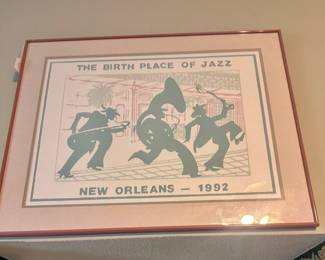 THE BIRTH PLACE OF JAZZ
NEW ORLEANS — 1992